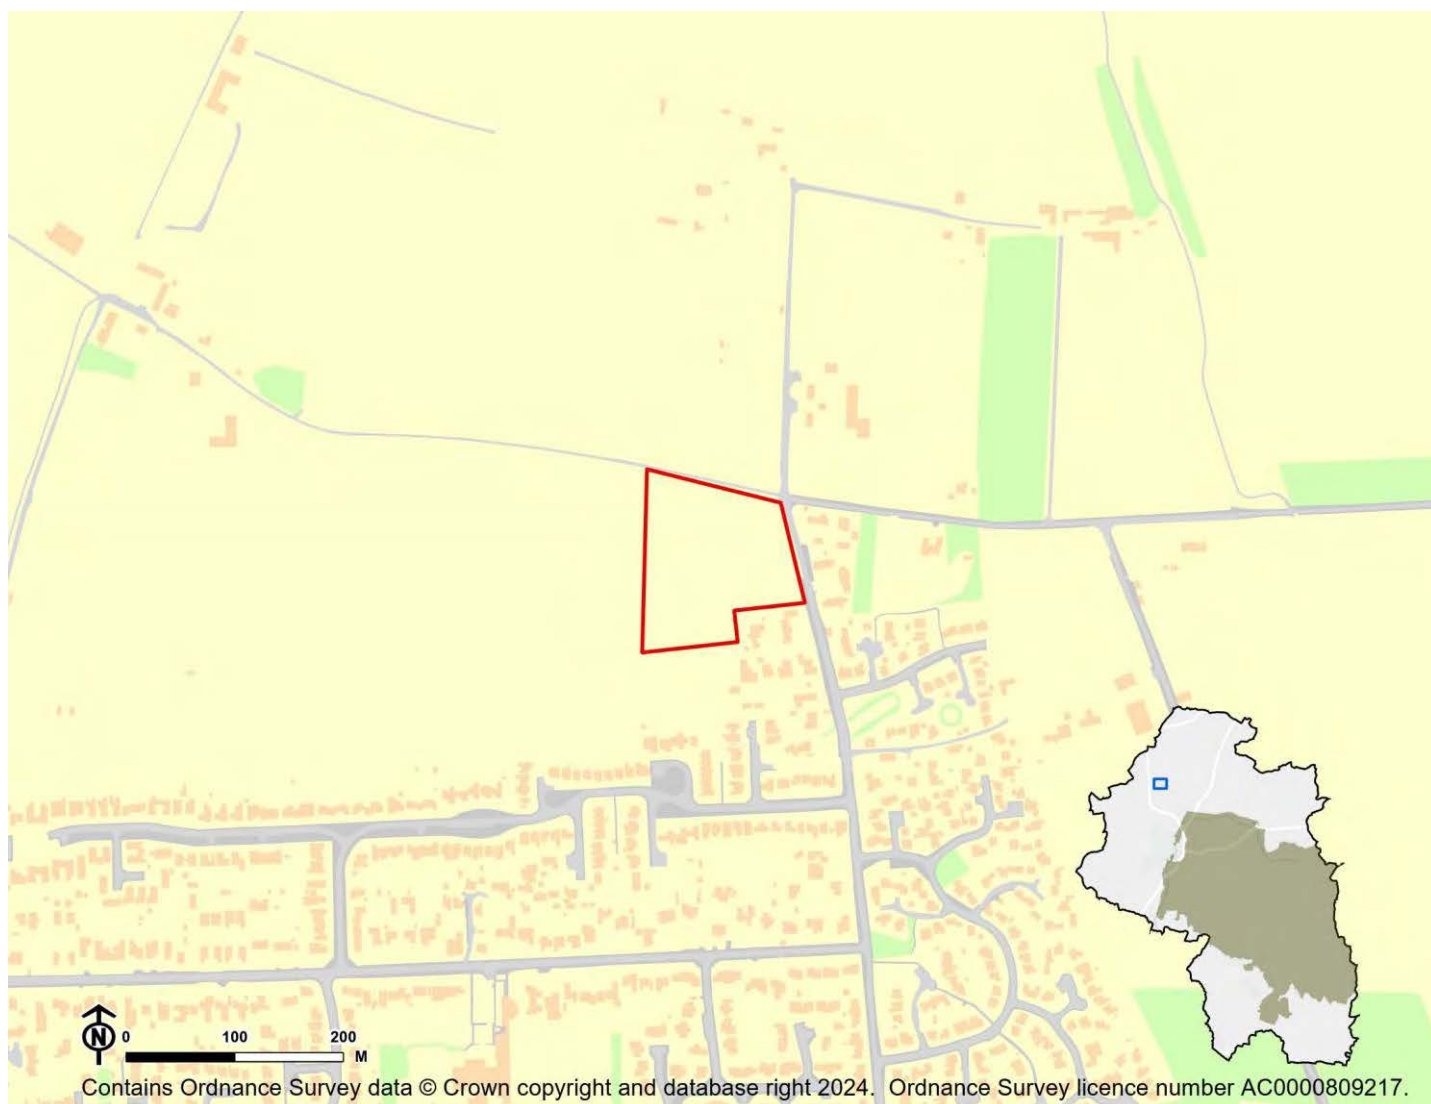 N
0 100 200
M
Contains Ordnance Survey data © Crown copyright and database right 2024. Ordnance Survey licence number AC0000809217.